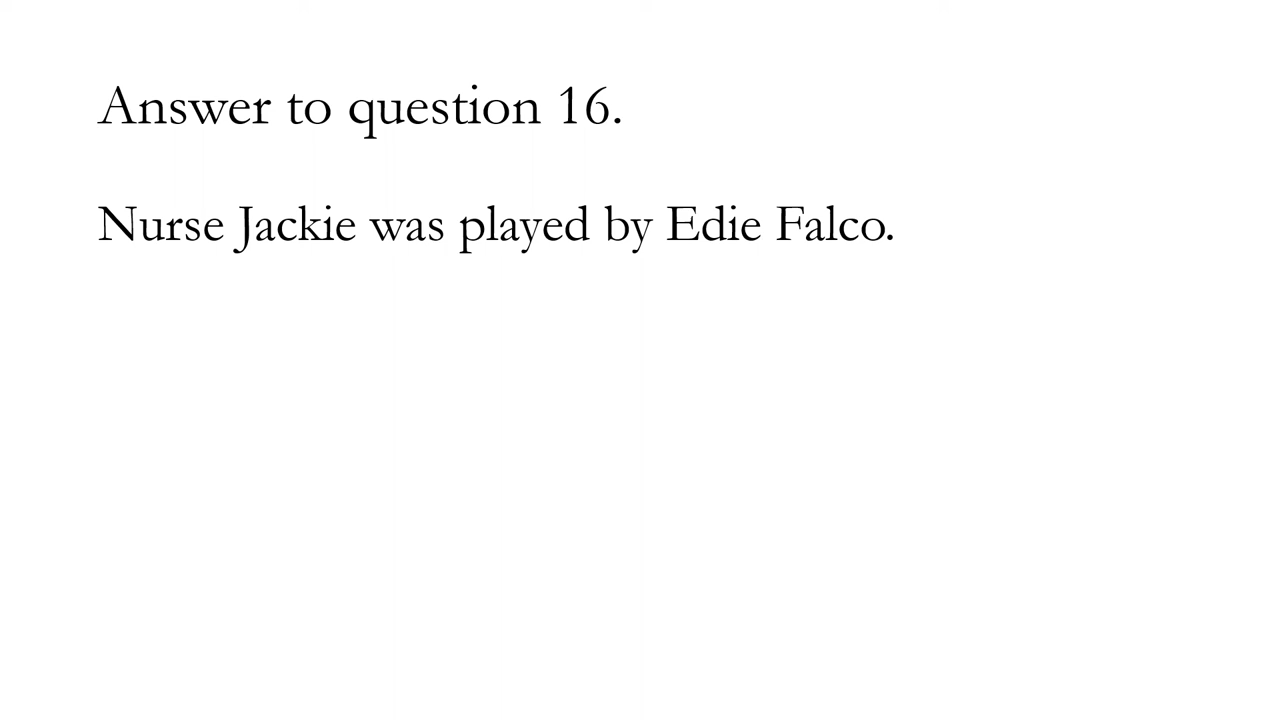 Answer to question 16.
Nurse Jackie was played by Edie Falco.